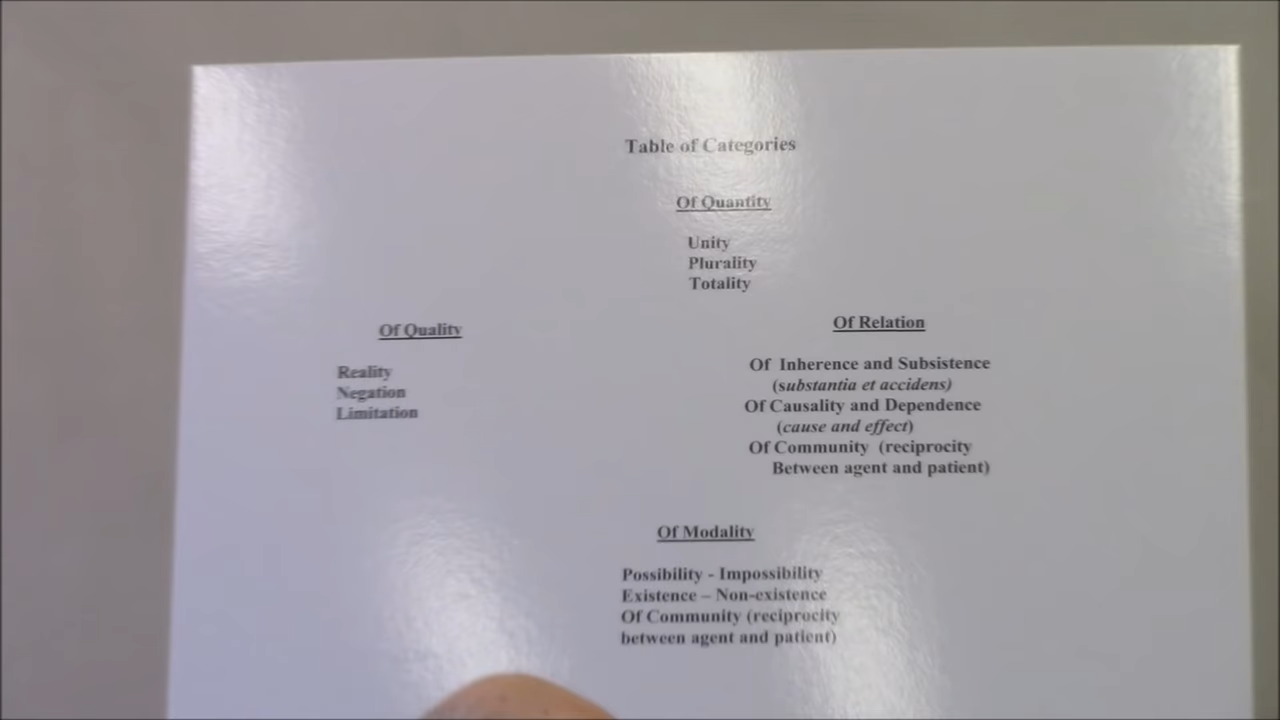 Table of Categories
Of Quantity
Unity
Plurality
Totality
Of Quality
Reality
Negation
Limitation
Of Relation
Of Inherence and Subsistence
(substantia et accidens)
Of Causality and Dependence
(cause and effect)
Of Community (reciprocity
Between agent and patient)
Of Modality
Possibility - Impossibility
Existence – Non-existence
Of Community (reciprocity
between agent and patient)